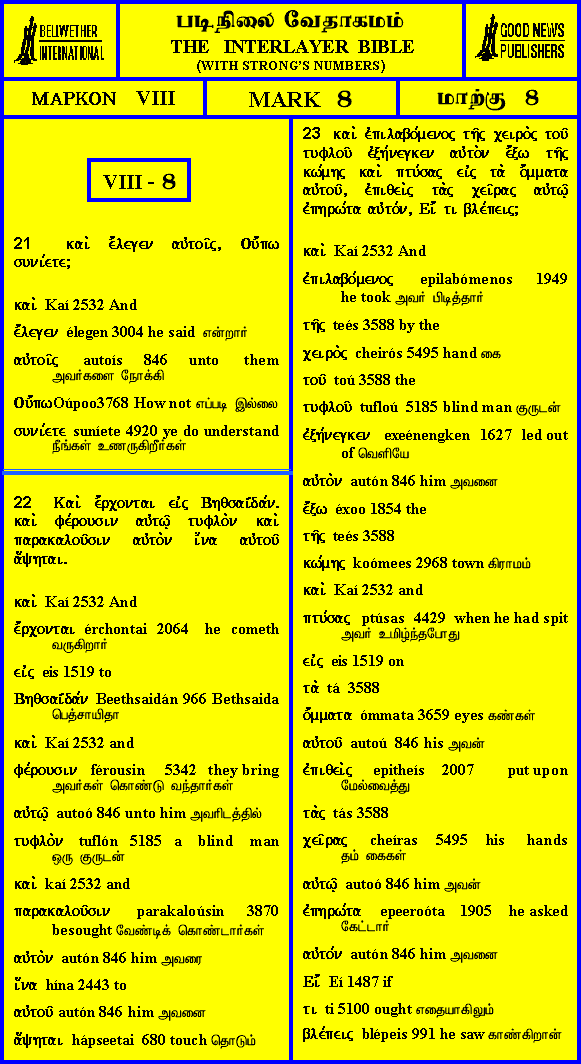 BELLWETHER
INTERNATIONAL
படிநிலை வேதாகமம்
THE INTERLAYER BIBLE
(WITH STRONG'S NUMBERS)
GOOD NEWS
PUBLISHERS
ΜΑΡΚΟΝ VIII
MARK 8
மாற்கு 8
VIII - 8
21 καὶ ἔλεγεν αὐτοῖς, Οὔπω
συνίετε;
καὶ Kaí 2532 And
ἔλεγεν élegen 3004 he said என்றார்
αὐτοῖς autoís 846 unto them
அவர்களை நோக்கி
Οὔπω Oúpoo3768 How not எப்படி இல்லை
συνίετε suníete 4920 ye do understand
நீங்கள் உணருகிறீர்கள்
22 Καὶ ἔρχονται εἰς Βηθσαΐδάν.
καὶ φέρουσιν αὐτῷ τυφλὸν καὶ
παρακαλοῦσιν αὐτὸν ἵνα αὐτοῦ
ἅψηται.
καὶ Kaí 2532 And
ἔρχονται érchontai 2064 he cometh
வருகிறார்
εἰς eis 1519 to
Βηθσαΐδάν Beethsaidán 966 Bethsaida
பெத்சாயிதா
καὶ Kaí 2532 and
φέρουσιν férousin 5342 they bring
அவர்கள் கொண்டு வந்தார்கள்
αὐτῷ autoó 846 unto him அவரிடத்தில்
τυφλὸν tuflón 5185 a blind man
ஒரு குருடன்
καὶ kaí 2532 and
παρακαλοῦσιν parakaloúsin 3870
besought வேண்டிக் கொண்டார்கள்
αὐτὸν autón 846 him அவரை
ἵνα hína 2443 to
αὐτοῦ autón 846 him அவனை
ἅψηται hápseetai 680 touch தொடும்
23 καὶ ἐπιλαβόμενος τῆς χειρὸς τοῦ
τυφλοῦ ἐξήνεγκεν αὐτὸν ἔξω τῆς
κώμης καὶ πτύσας εἰς τὰ ὄμματα
αὐτοῦ, ἐπιθεὶς τὰς χεῖρας αὐτῷ
ἐπηρώτα αὐτόν, Εἴ τι βλέπεις;
καὶ Kaí 2532 And
ἐπιλαβόμενος epilabómenos 1949
he took அவர் பிடித்தார்
τῆς teés 3588 by the
χειρὸς cheirós 5495 hand கை
τοῦ toú 3588 the
τυφλοῦ tufloú 5185 blind man குருடன்
ἐξήνεγκεν exeénengken 1627 led out
of வெளியே
αὐτὸν autón 846 him அவனை
ἔξω éxoo 1854 the
τῆς teés 3588
κώμης koómees 2968 town கிராமம்
καὶ Kaí 2532 and
πτύσας ptúsas 4429 when he had spit
அவர் உமிழ்ந்தபோது
εἰς eis 1519 on
τὰ tá 3588
ὄμματα ómmata 3659 eyes கண்கள்
αὐτοῦ autoú 846 his அவன்
ἐπιθεὶς epitheís 2007 put upon
மேல்வைத்து
τὰς tás 3588
χεῖρας cheíras 5495 his hands
தம் கைகள்
αὐτῷ autoó 846 him அவன்
ἐπηρώτα epeeroóta 1905 he asked
கேட்டார்
αὐτόν autón 846 him அவனை
Εἴ Eí 1487 if
τι ti 5100 ought எதையாகிலும்
βλέπεις blépeis 991 he saw காண்கிறான்